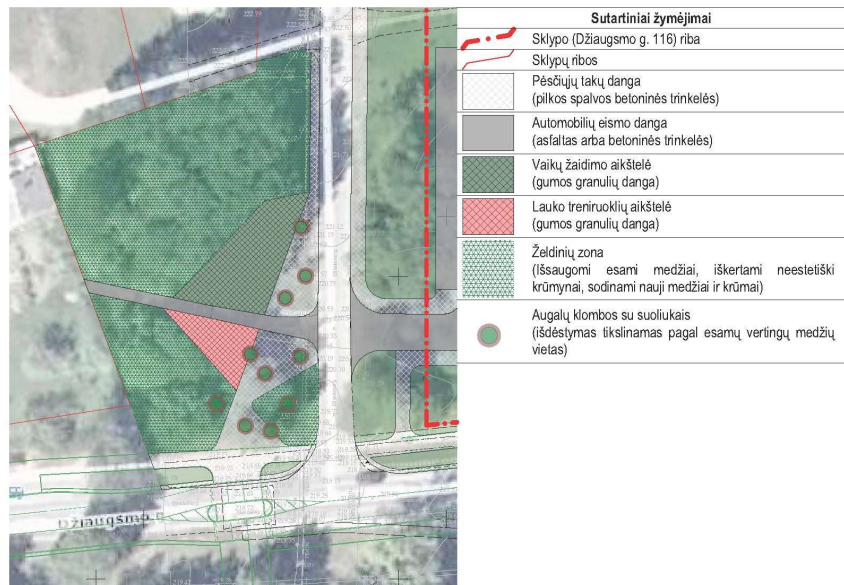 Sutartiniai žymėjimai
Sklypo (Džiaugsmo g. 116) riba
Sklypų ribos
Pėsčiųjų takų danga
(pilkos spalvos betoninės trinkelės)
Automobilių eismo danga
(asfaltas arba betoninės trinkelės)
Vaikų žaidimo aikštelė
(gumos granulių danga)
Lauko treniruoklių aikštelė
(gumos granulių danga)
Želdinių zona
(Išsaugomi esami medžiai, iškertami neestetiški
krūmynai, sodinami nauji medžiai ir krūmai)
Augalų klombos su suoliukais
(išdėstymas tikslinamas pagal esamų vertingų medžių
vietas)
Džiaugsmo